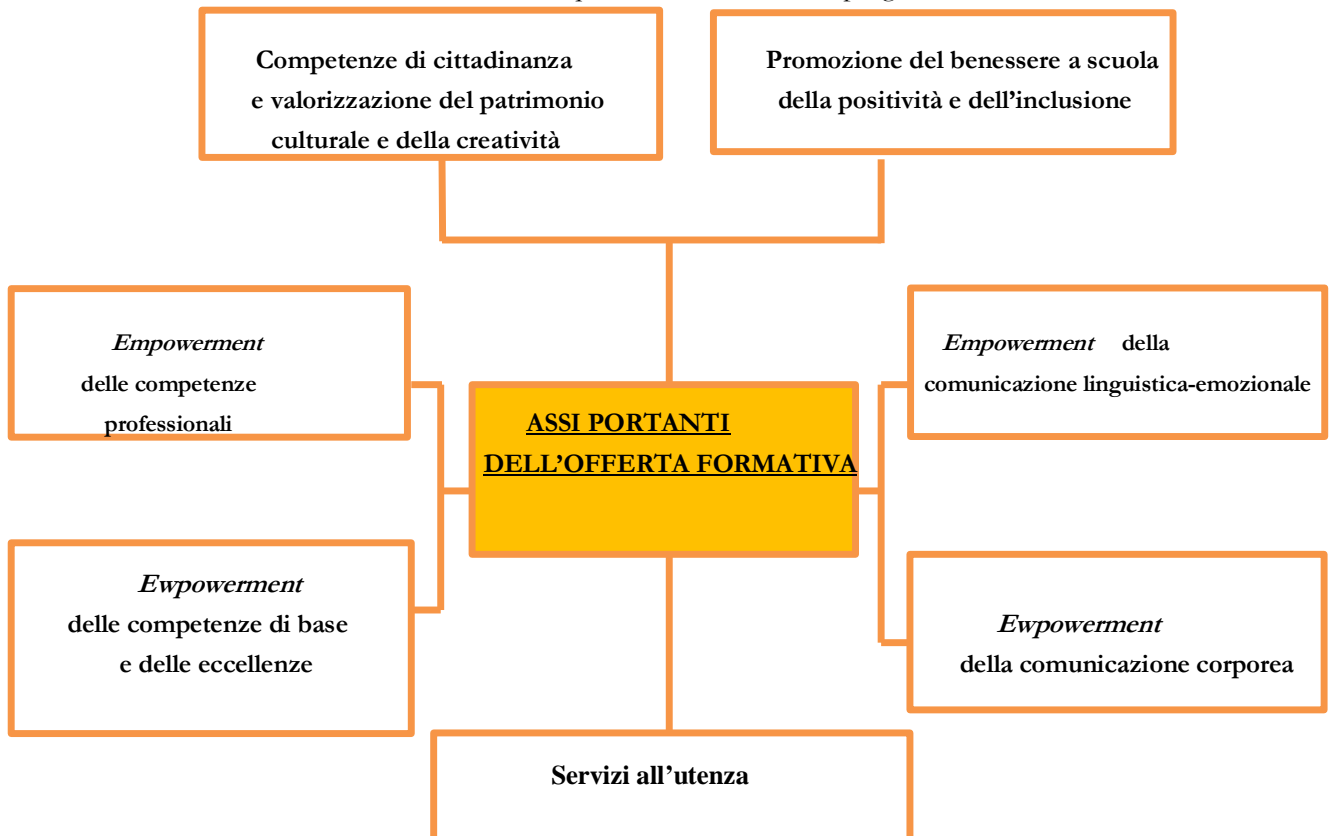 Competenze di cittadinanza
e valorizzazione del patrimonio
culturale e della creatività
Promozione del benessere a scuola
della positività e dell’inclusione
Empowerment
delle competenze
professionali
Empowerment della
comunicazione linguistica-emozionale
ASSI PORTANTI
DELL’OFFERTA FORMATIVA
Ewpowerment
delle competenze di base
e delle eccellenze
Ewpowerment
della comunicazione corporea
Servizi all’utenza